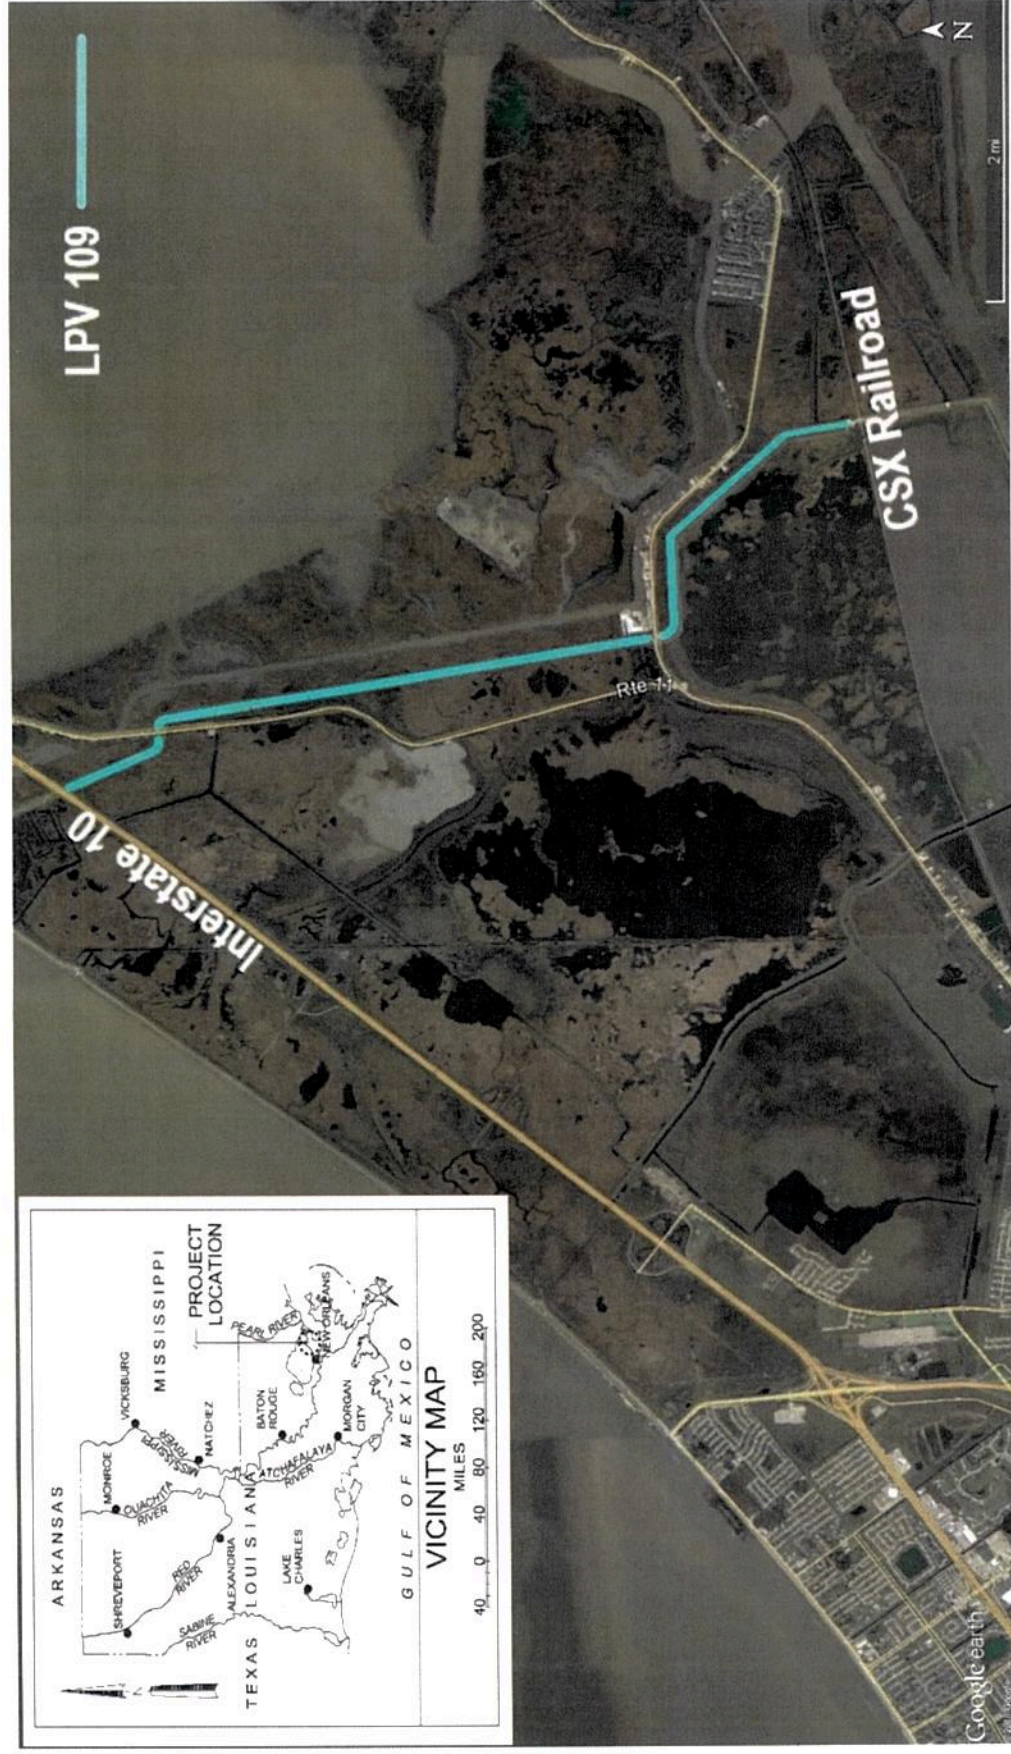 LPV 109
Interstate 10
Rte 11
CSX Railroad
N
2 mi
Google earth
ARKANSAS
SHREVEPORT
MONROE
VICKSBURG
OUACHITA
RIVER
MISSISSIPPI
RIVER
MISSISSIPPI
RED
RIVER
NATCHEZ
SABINE
RIVER
ALEXANDRIA
PROJECT
LOCATION
TEXAS
LOUISIANA
PEARL RIVER
BATON
ROUGE
NEW ORLEANS
LAKE
CHARLES
ATCHAFALAYA
RIVER
MORGAN
CITY
GULF OF MEXICO
VICINITY MAP
MILES
40 0 40 80 120 160 200